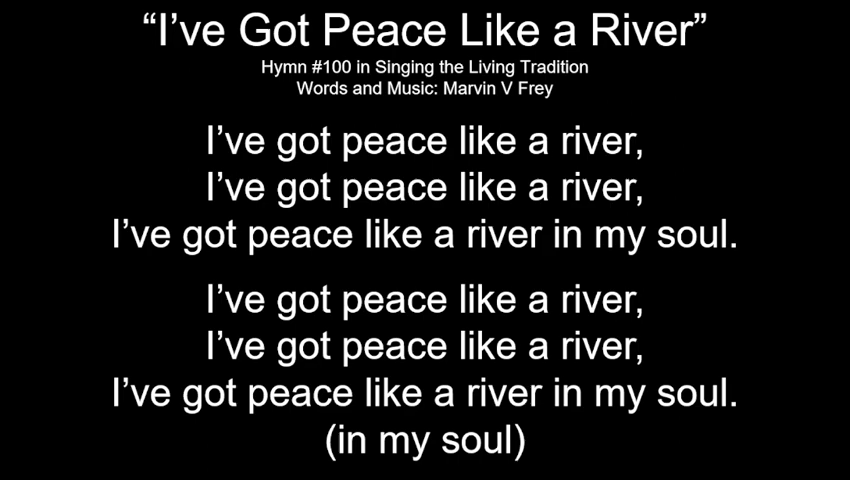 “I’ve Got Peace Like a River”
Hymn #100 in Singing the Living Tradition
Words and Music: Marvin V Frey
I’ve got peace like a river,
I’ve got peace like a river,
I’ve got peace like a river in my soul.
I’ve got peace like a river,
I’ve got peace like a river,
I’ve got peace like a river in my soul.
(in my soul)